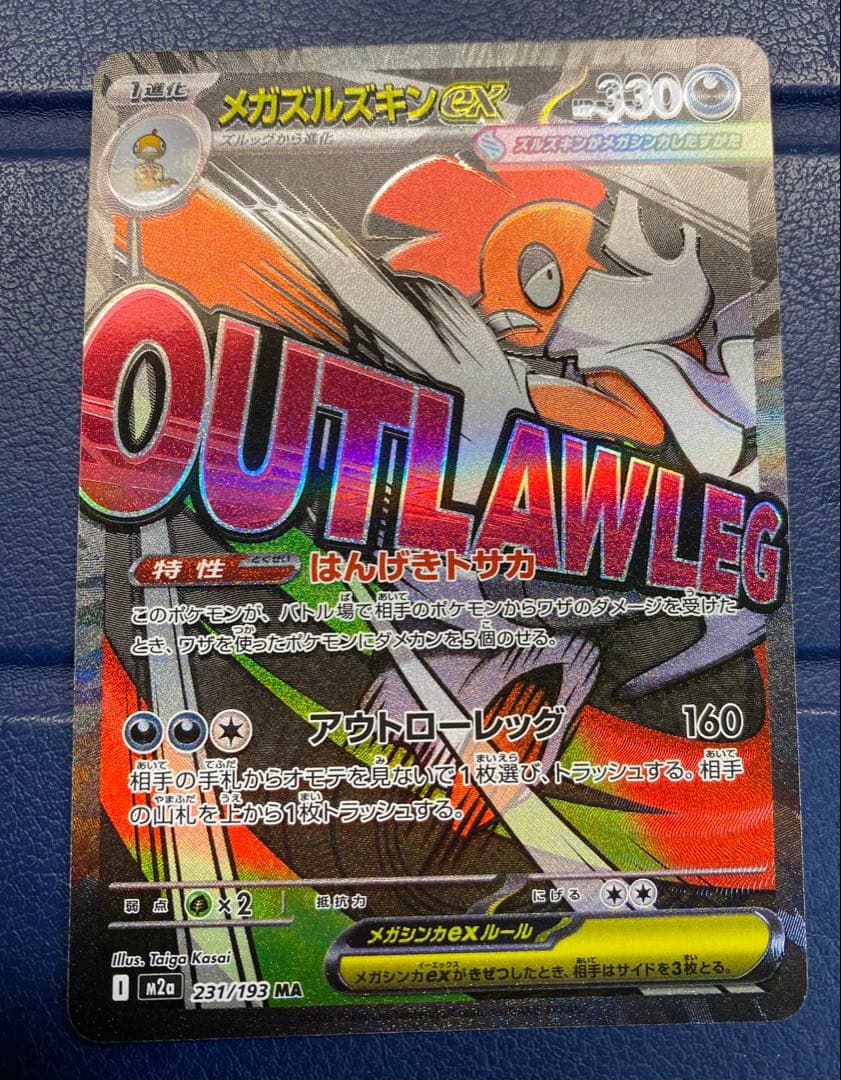 1進化
メガズルズキンex
HP 330
ズルッグから進化
ズルズキンがメガシンカしたすがた
OUTLAW LEG
特性
とくせい
はんげきトサカ
このポケモンが、バトル場で相手のポケモンからワザのダメージを受けた
とき、ワザを使ったポケモンにダメカンを5個のせる。
アウトローレッグ 160
相手の手札からオモテを見ないで1枚選び、トラッシュする。相手
の山札を上から1枚トラッシュする。
弱点 ×2 抵抗力 にげる
メガシンカexルール
メガシンカexがきぜつしたとき、相手はサイドを3枚とる。
Illus. Taiga Kasai
I m2a 231/193 MA